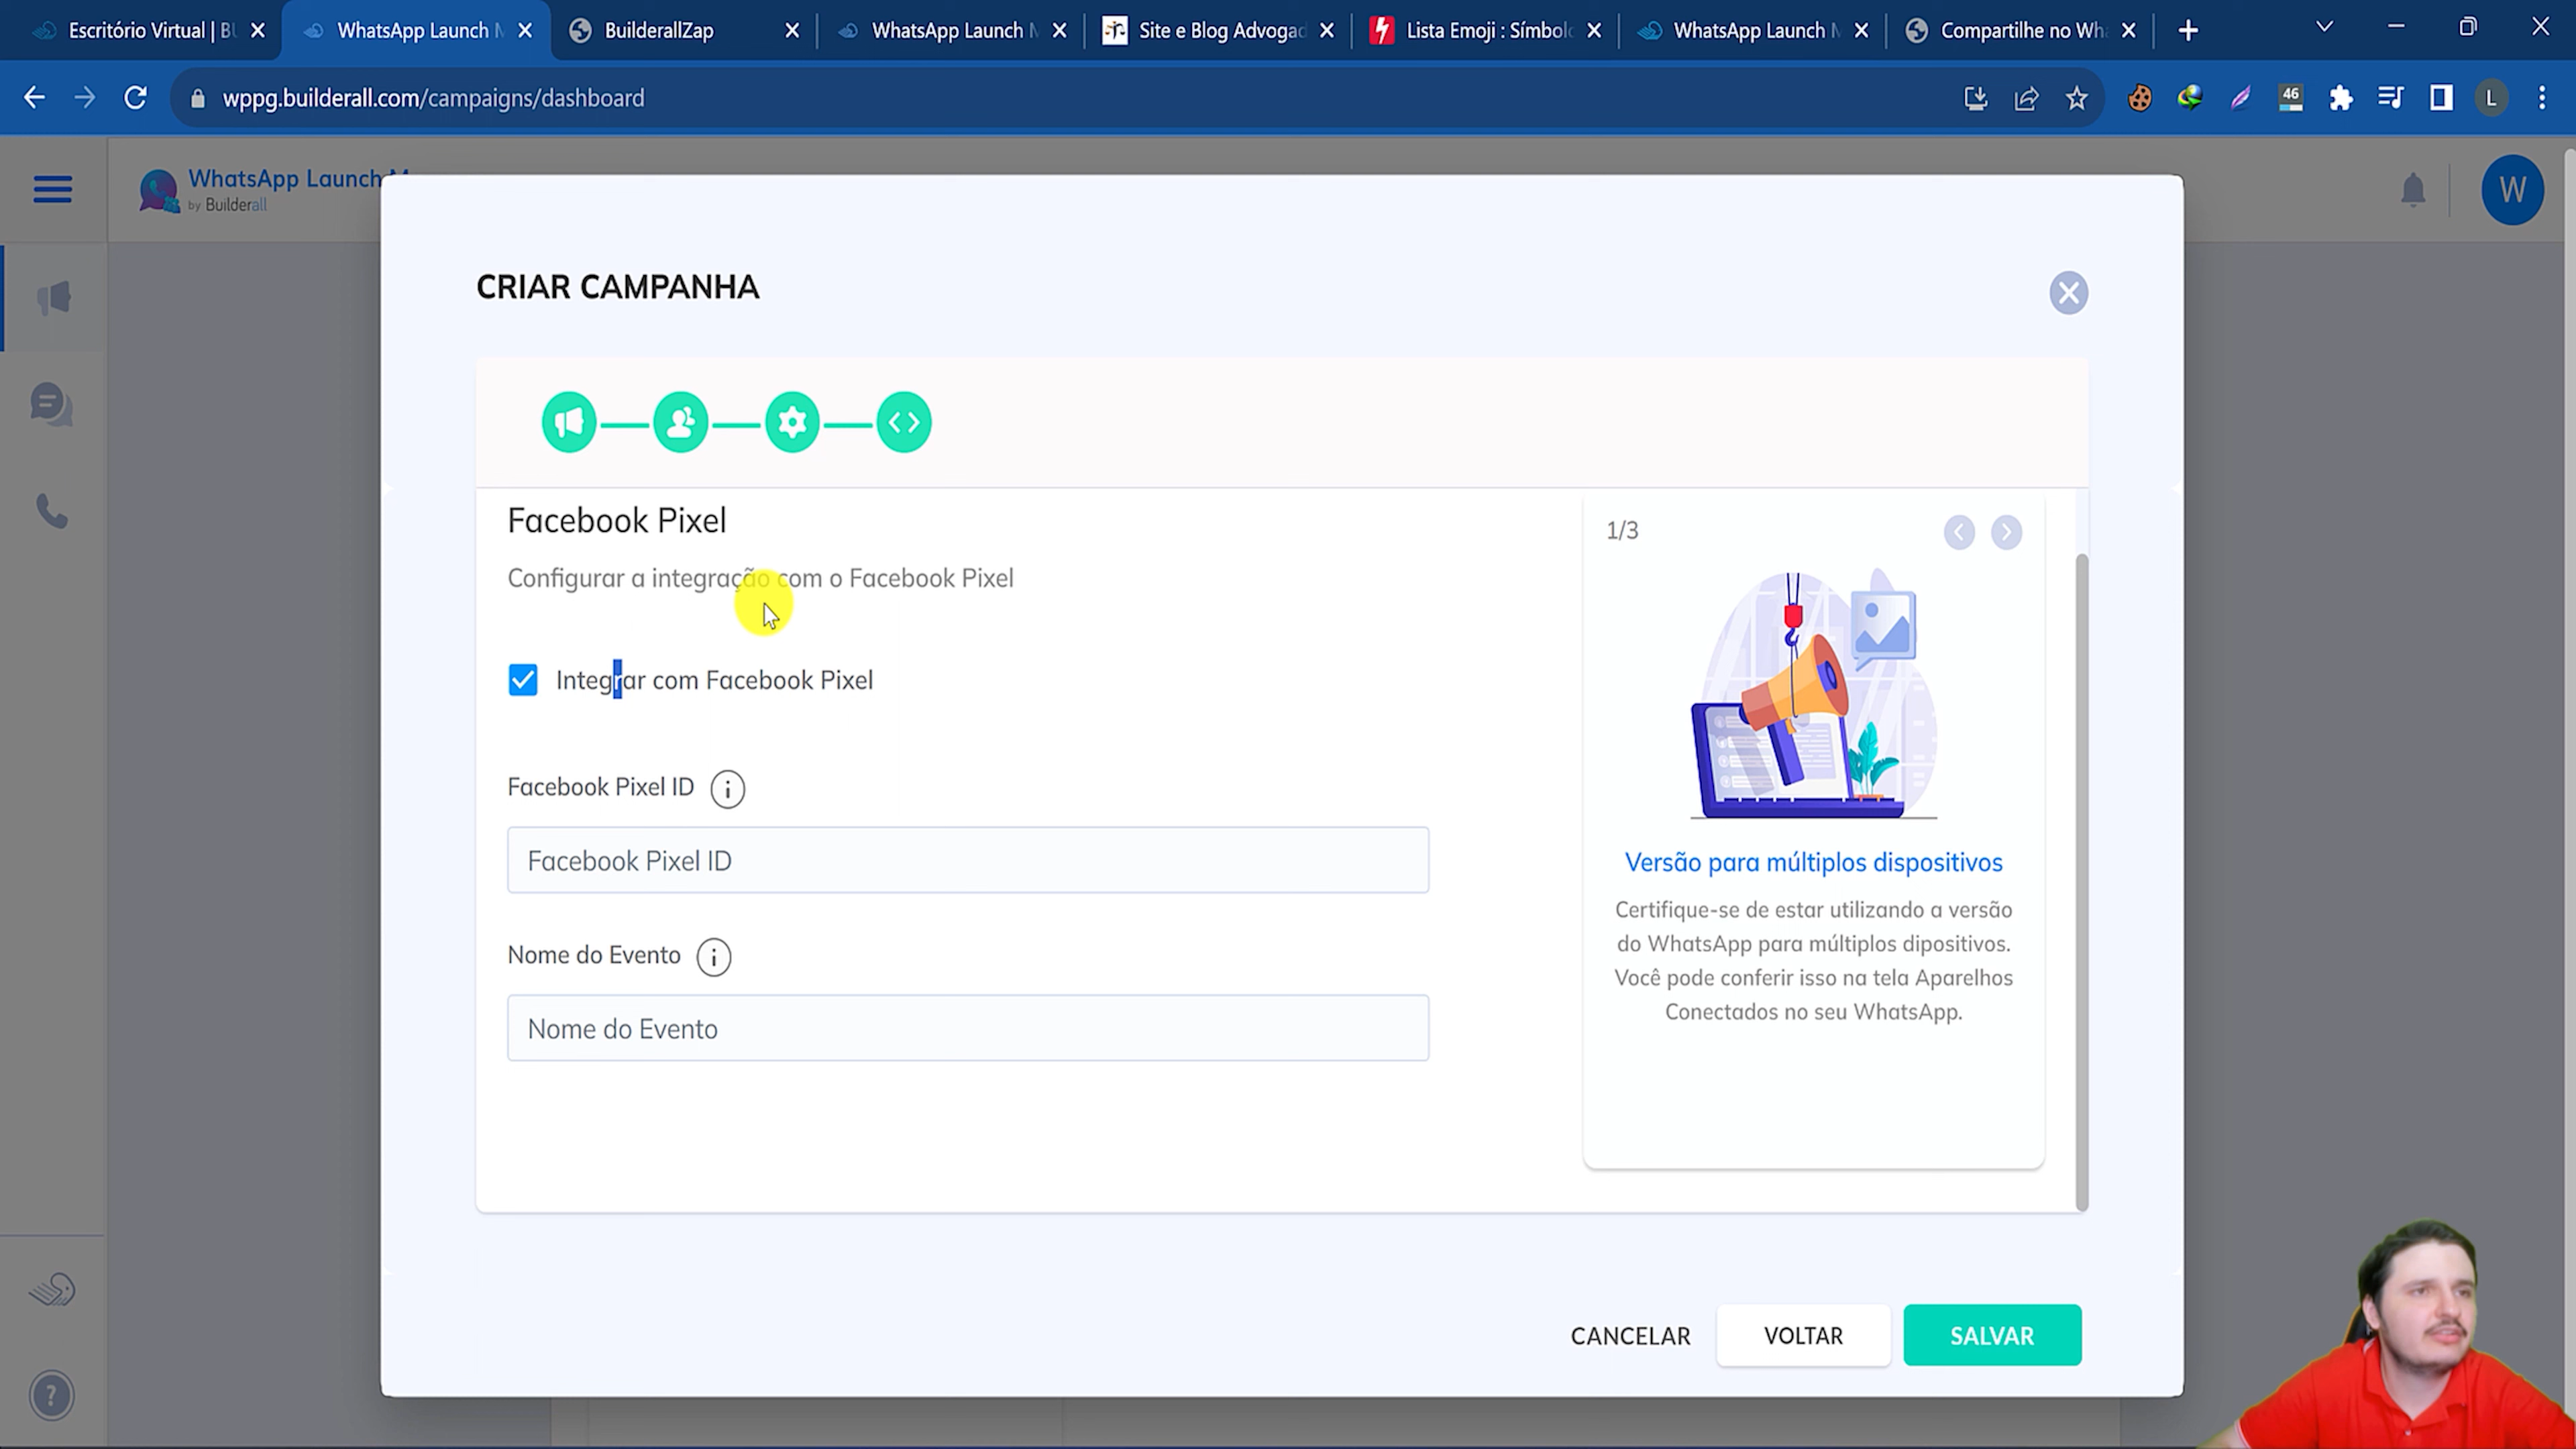 Escritório Virtual | BU
WhatsApp Launch M
BuilderallZap
WhatsApp Launch M
Site e Blog Advogad
Lista Emoji : Símbolo
WhatsApp Launch M
Compartilhe no Wha
wppg.builderall.com/campaigns/dashboard
46
L
WhatsApp Launch M
by Builderall
W
CRIAR CAMPANHA
Facebook Pixel
Configurar a integração com o Facebook Pixel
Integrar com Facebook Pixel
Facebook Pixel ID
Facebook Pixel ID
Nome do Evento
Nome do Evento
1/3
Versão para múltiplos dispositivos
Certifique-se de estar utilizando a versão
do WhatsApp para múltiplos dipositivos.
Você pode conferir isso na tela Aparelhos
Conectados no seu WhatsApp.
CANCELAR
VOLTAR
SALVAR